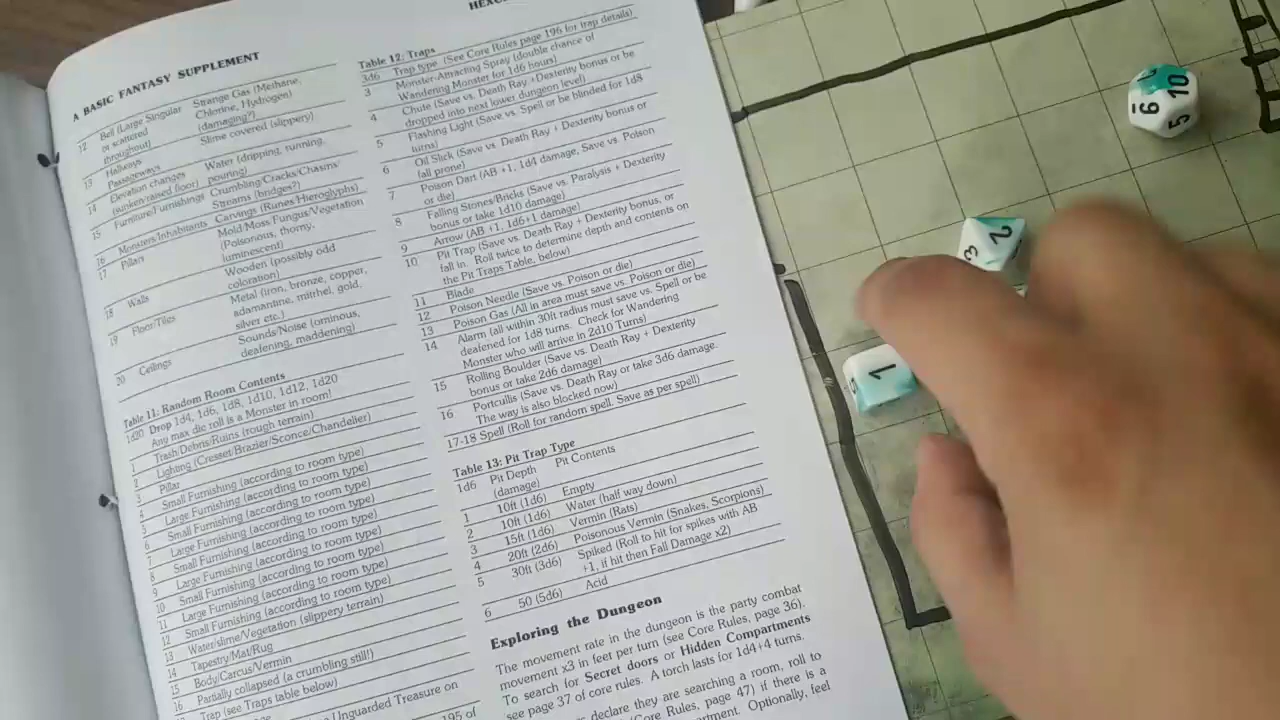 A BASIC FANTASY SUPPLEMENT
12 Bell (Large Singular Strange Gas (Methane,
or scattered Chlorine, Hydrogen)
throughout) (damaging?)
13 Hallways Slime covered (slippery)
Passageways
14 Elevation changes Water (dripping, running,
(sunken/raised floor) pouring)
15 Furniture/Furnishings Crumbling/Cracks/Chasms/
Streams (bridges?)
16 Monsters/Inhabitants Carvings (Runes/Hieroglyphs)
17 Pillars Mold/Moss/Fungus/Vegetation
(Poisonous, thorny,
luminescent)
18 Walls Wooden (possibly odd
coloration)
19 Floor/Tiles Metal (iron, bronze, copper,
adamantine, mitrhel, gold,
silver etc.)
20 Ceilings Sounds/Noise (ominous,
deafening, maddening)
Table 11: Random Room Contents
1d20 Drop 1d4, 1d6, 1d8, 1d10, 1d12, 1d20
Any max die roll is a Monster in room!
1 Trash/Debris/Ruins (rough terrain)
2 Lighting (Cresset/Brazier/Sconce/Chandelier)
3 Pillar
4 Small Furnishing (according to room type)
5 Large Furnishing (according to room type)
6 Small Furnishing (according to room type)
7 Large Furnishing (according to room type)
8 Small Furnishing (according to room type)
9 Large Furnishing (according to room type)
10 Small Furnishing (according to room type)
11 Large Furnishing (according to room type)
12 Small Furnishing (according to room type)
13 Water/slime/Vegetation (slippery terrain)
14 Tapestry/Mat/Rug
15 Body/Carcus/Vermin
16 Partially collapsed (a crumbling still!)
Trap (see Traps table below)
Unguarded Treasure on
195 of
Table 12: Traps
3d6 Trap type (See Core Rules page 196 for trap details)
3 Monster-Attracting Spray (double chance of
Wandering Monster for 1d6 hours)
4 Chute (Save vs. Death Ray +Dexterity bonus or be
dropped into next lower dungeon level)
5 Flashing Light (Save vs. Spell or be blinded for 1d8
turns)
6 Oil Slick (Save vs. Death Ray + Dexterity bonus or
fall prone)
7 Poison Dart (AB +1, 1d4 damage, Save vs. Poison
or die)
8 Falling Stones/Bricks (Save vs. Paralysis + Dexterity
bonus or take 1d10 damage)
9 Arrow (AB +1, 1d6+1 damage)
10 Pit Trap (Save vs. Death Ray + Dexterity bonus, or
fall in. Roll twice to determine depth and contents on
the Pit Traps Table, below)
11 Blade
12 Poison Needle (Save vs. Poison or die)
13 Poison Gas (All in area must save vs. Poison or die)
14 Alarm (all within 30ft radius must save vs. Spell or be
deafened for 1d8 turns. Check for Wandering
Monster who will arrive in 2d10 Turns)
15 Rolling Boulder (Save vs. Death Ray + Dexterity
bonus or take 2d6 damage)
16 Portcullis (Save vs. Death Ray or take 3d6 damage.
The way is also blocked now)
17-18 Spell (Roll for random spell. Save as per spell)
Table 13: Pit Trap Type
1d6 Pit Depth Pit Contents
(damage)
1 10ft (1d6) Empty
2 10ft (1d6) Water (half way down)
3 15ft (1d6) Vermin (Rats)
4 20ft (2d6) Poisonous Vermin (Snakes, Scorpions)
5 30ft (3d6) Spiked (Roll to hit for spikes with AB
+1, if hit then Fall Damage x2)
6 50 (5d6) Acid
Exploring the Dungeon
The movement rate in the dungeon is the party combat
movement x3 in feet per turn (see Core Rules, page 36).
To search for Secret doors or Hidden Compartments
see page 37 of core rules. A torch lasts for 1d4+4 turns.
declare they are searching a room, roll to
(Core Rules, page 47) if there is a
Optionally, feel
10
6
5
2
3
1